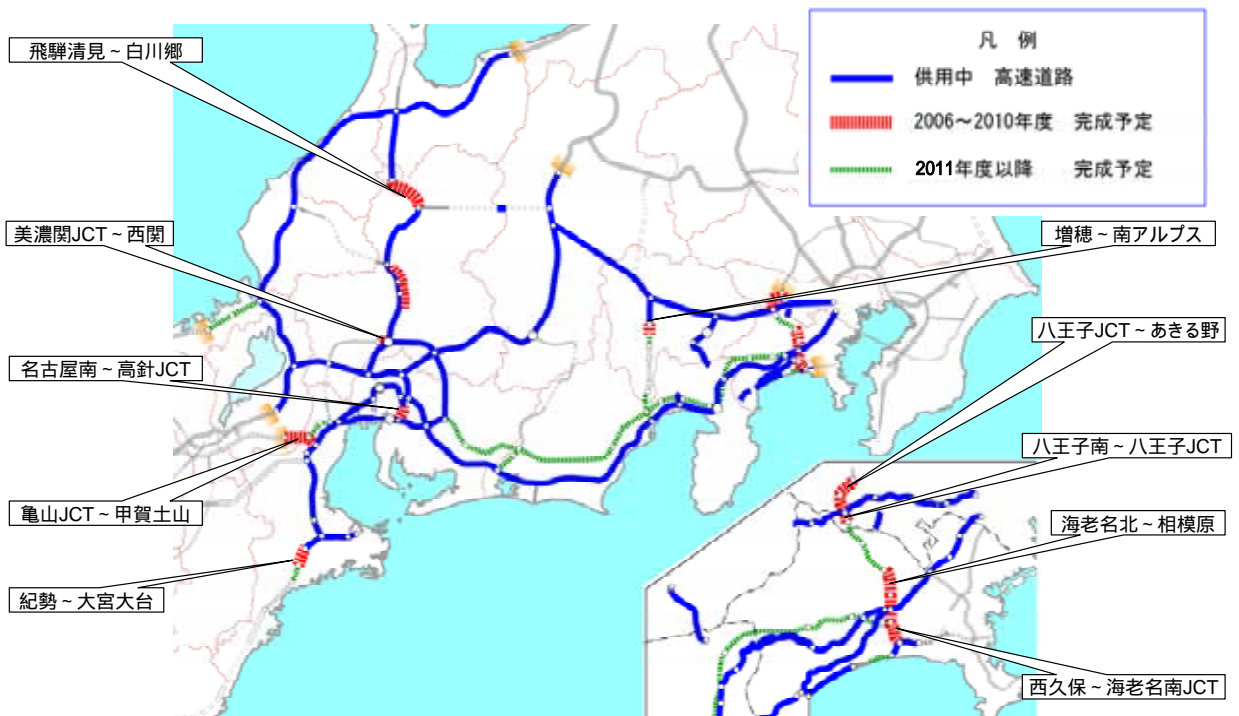 凡 例
供用中 高速道路
2006~2010年度 完成予定
2011年度以降 完成予定
飛騨清見~白川郷
美濃関JCT~西関
名古屋南~高針JCT
亀山JCT~甲賀土山
紀勢~大宮大台
増穂~南アルプス
八王子JCT~あきる野
八王子南~八王子JCT
海老名北~相模原
西久保~海老名南JCT